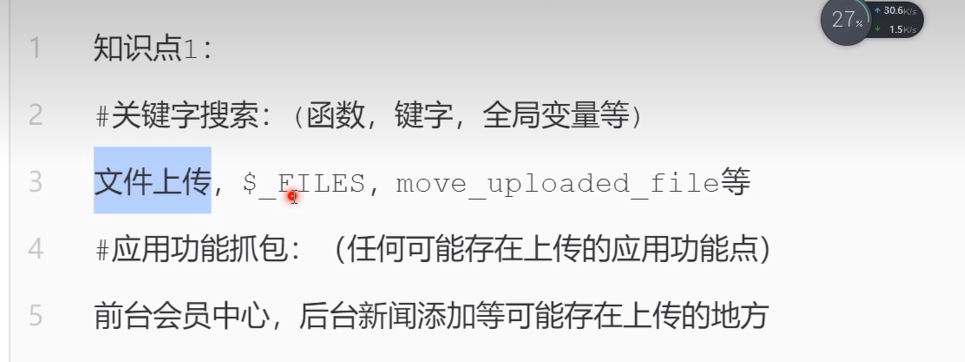 27%
↑ 30.6K/s
↓ 1.5K/s
1 知识点1：
2 #关键字搜索：（函数，键字，全局变量等）
3 文件上传，$_FILES，move_uploaded_file等
4 #应用功能抓包：（任何可能存在上传的应用功能点）
5 前台会员中心，后台新闻添加等可能存在上传的地方